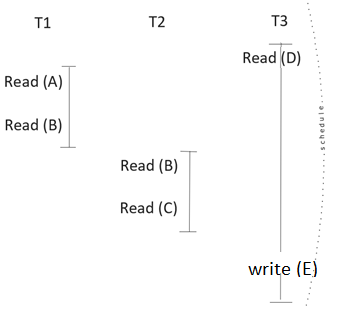 T1 T2 T3
Read (D)
Read (A)
Read (B)
Read (B)
Read (C)
write (E)
schedule